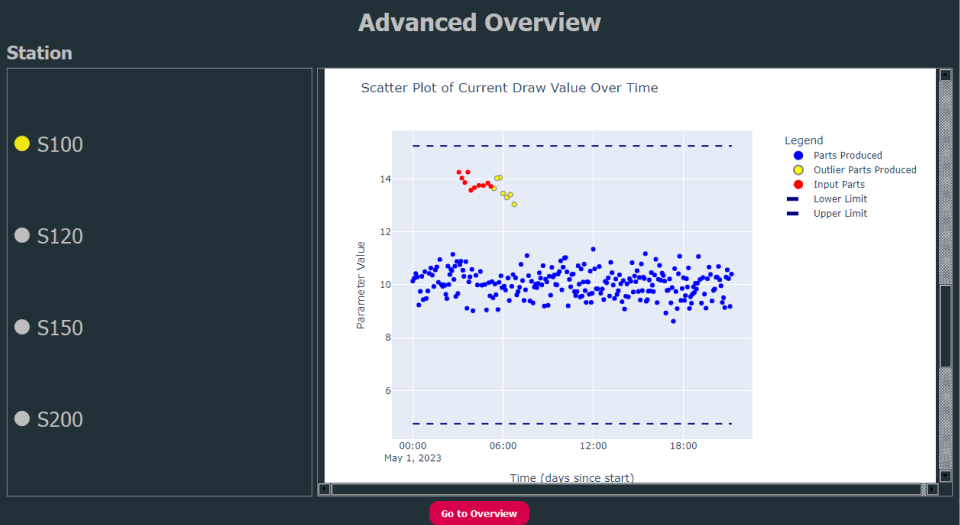 Advanced Overview
Station
S100
S120
S150
S200
Scatter Plot of Current Draw Value Over Time
Legend
Parts Produced
Outlier Parts Produced
Input Parts
Lower Limit
Upper Limit
Parameter Value
14
12
10
8
6
00:00
06:00
12:00
18:00
May 1, 2023
Time (days since start)
Go to Overview